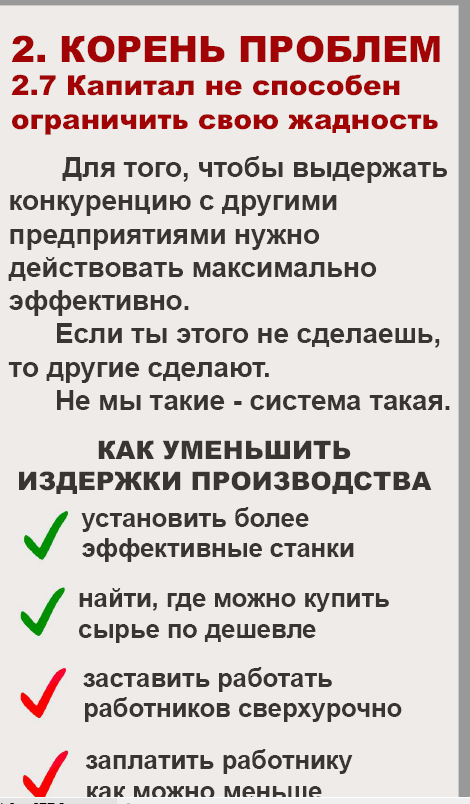 2. КОРЕНЬ ПРОБЛЕМ
2.7 Капитал не способен
ограничить свою жадность
Для того, чтобы выдержать
конкуренцию с другими
предприятиями нужно
действовать максимально
эффективно.
Если ты этого не сделаешь,
то другие сделают.
Не мы такие - система такая.
КАК УМЕНЬШИТЬ
ИЗДЕРЖКИ ПРОИЗВОДСТВА
установить более
эффективные станки
найти, где можно купить
сырье по дешевле
заставить работать
работников сверхурочно
заплатить работнику
как можно меньше